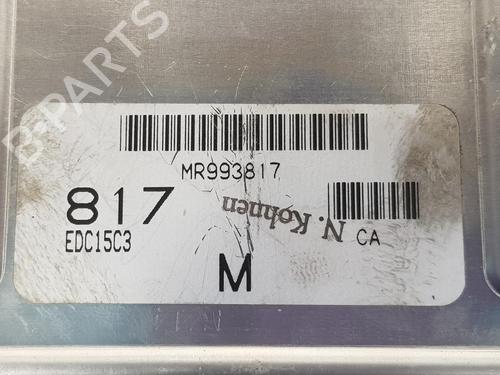 B-PARTS
MR993817
817
EDC15C3
N. Kohnen
CA
M